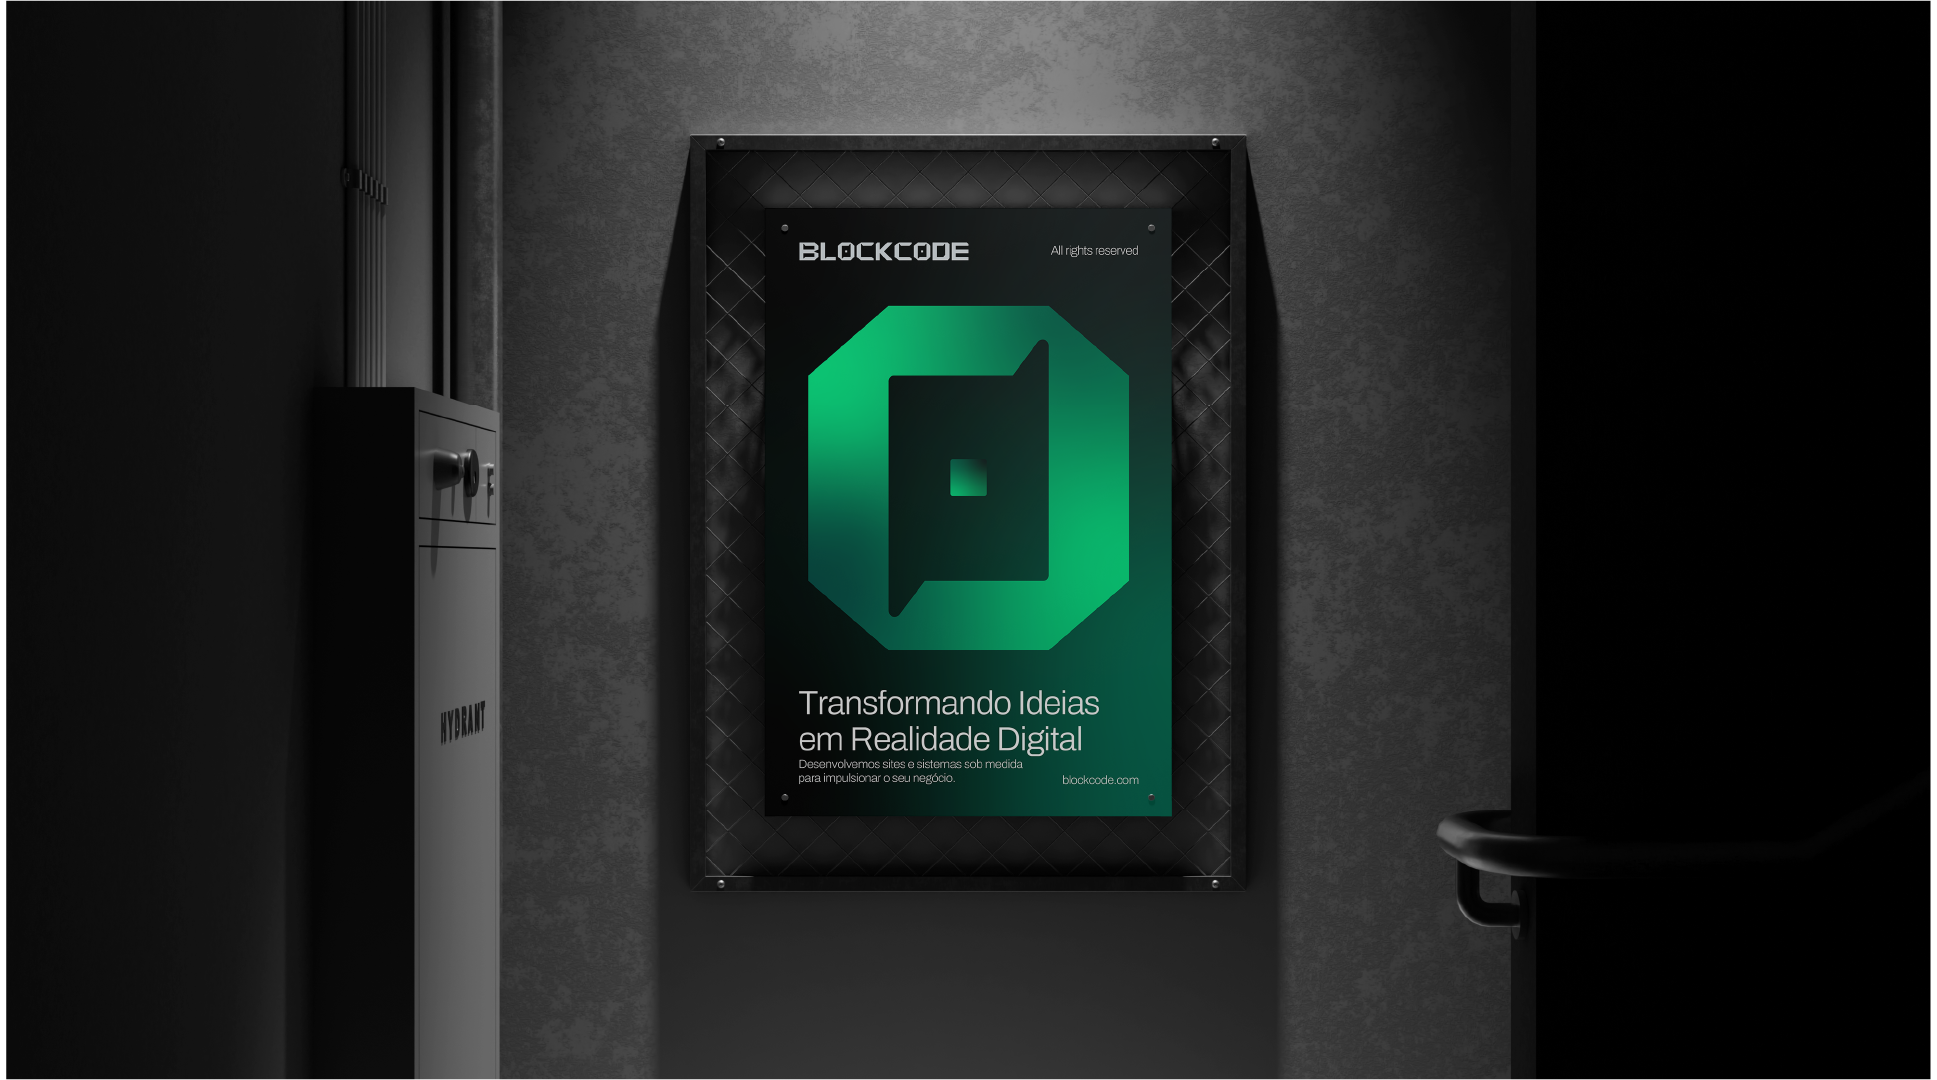 BLOCKCODE
All rights reserved
Transformando Ideias
em Realidade Digital
Desenvolvemos sites e sistemas sob medida
para impulsionar o seu negócio.
blockcode.com
HYDRANT